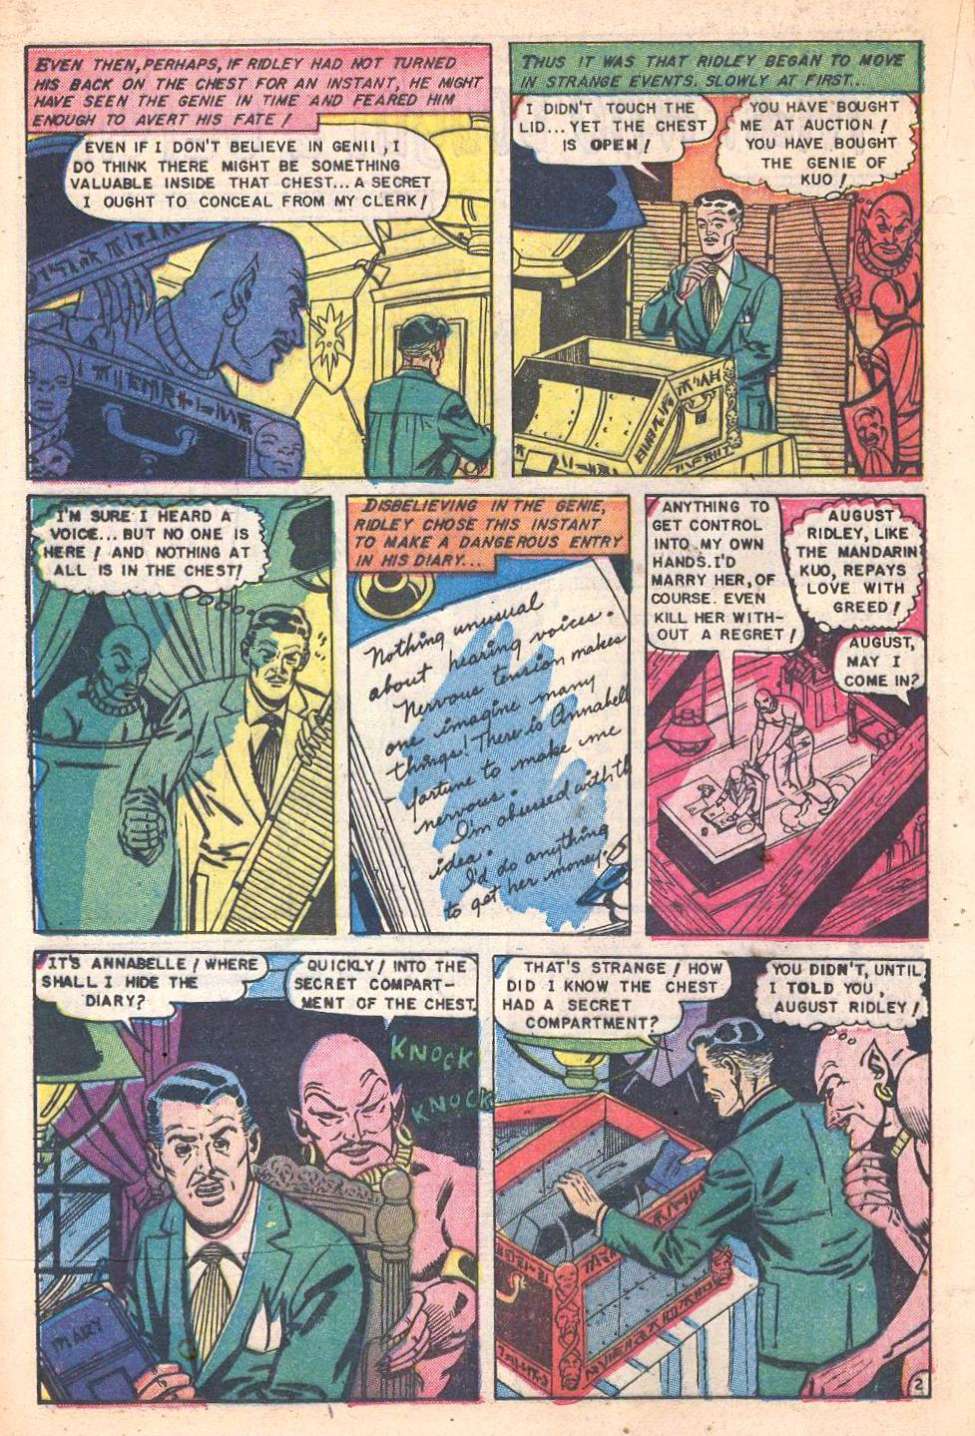 EVEN THEN, PERHAPS, IF RIDLEY HAD NOT TURNED
HIS BACK ON THE CHEST FOR AN INSTANT, HE MIGHT
HAVE SEEN THE GENIE IN TIME AND FEARED HIM
ENOUGH TO AVERT HIS FATE!
EVEN IF I DON'T BELIEVE IN GENII, I
DO THINK THERE MIGHT BE SOMETHING
VALUABLE INSIDE THAT CHEST... A SECRET
I OUGHT TO CONCEAL FROM MY CLERK!
THUS IT WAS THAT RIDLEY BEGAN TO MOVE
IN STRANGE EVENTS. SLOWLY AT FIRST...
I DIDN'T TOUCH THE
LID... YET THE CHEST
IS OPEN!
YOU HAVE BOUGHT
ME AT AUCTION!
YOU HAVE BOUGHT
THE GENIE OF
KUO!
I'M SURE I HEARD A
VOICE... BUT NO ONE IS
HERE! AND NOTHING AT
ALL IS IN THE CHEST!
DISBELIEVING IN THE GENIE,
RIDLEY CHOSE THIS INSTANT
TO MAKE A DANGEROUS ENTRY
IN HIS DIARY...
Nothing unusual
about hearing voices.
Nervous tension makes
one imagine many
things! There is Annabell
fortune to make me
nervous.
I'm obsessed with th
idea.
I'd do anything
to get her money.
ANYTHING TO
GET CONTROL
INTO MY OWN
HANDS. I'D
MARRY HER, OF
COURSE. EVEN
KILL HER WITH-
OUT A REGRET!
AUGUST
RIDLEY, LIKE
THE MANDARIN
KUO, REPAYS
LOVE WITH
GREED!
AUGUST,
MAY I
COME IN?
IT'S ANNABELLE! WHERE
SHALL I HIDE THE
DIARY?
QUICKLY! INTO THE
SECRET COMPART-
MENT OF THE CHEST.
KNOCK
KNOCK
DIARY
THAT'S STRANGE! HOW
DID I KNOW THE CHEST
HAD A SECRET
COMPARTMENT?
YOU DIDN'T, UNTIL
I TOLD YOU,
AUGUST RIDLEY!
2